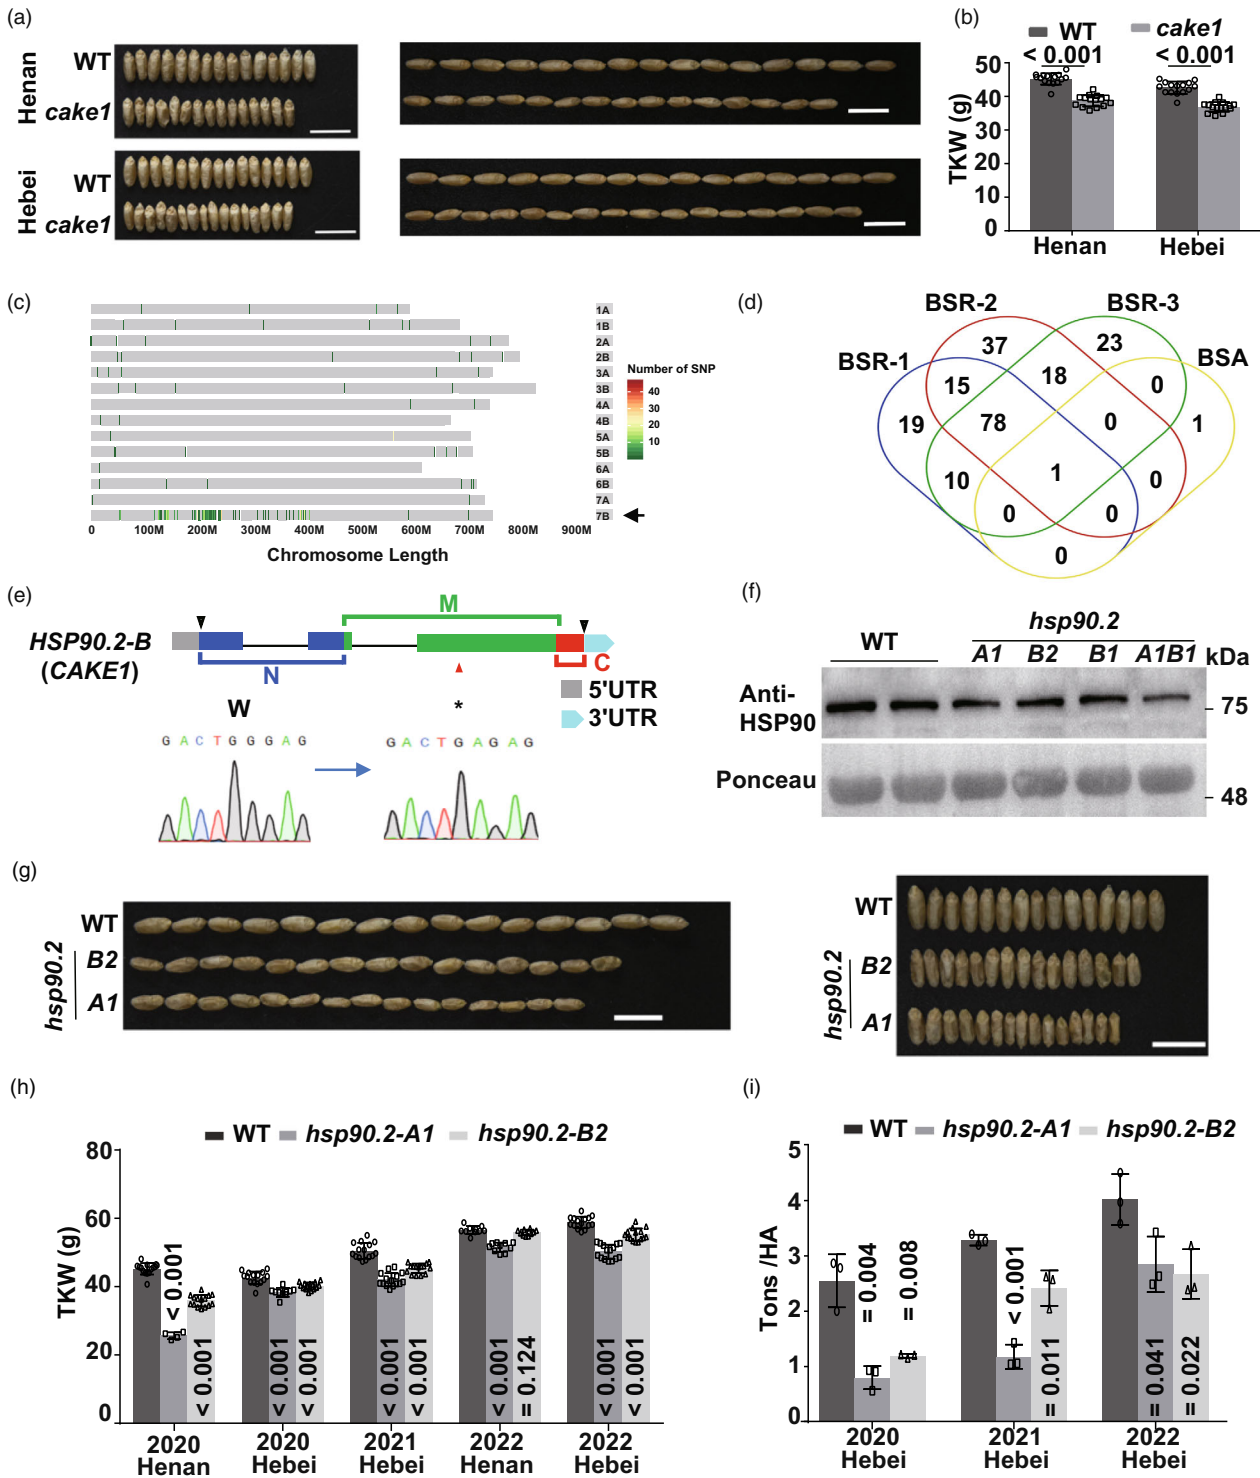 (a)
Henan
WT
cake1
Hebei
WT
cake1
(b)
WT cake1
< 0.001 < 0.001
TKW (g)
50
40
30
20
10
0
Henan Hebei
(c)
1A
1B
2A
2B
3A
3B
4A
4B
5A
5B
6A
6B
7A
7B
0 100M 200M 300M 400M 500M 600M 700M 800M 900M
Chromosome Length
Number of SNP
40
30
20
10
(d)
BSR-2 BSR-3
BSR-1 BSA
37 23
15 18 0
19 78 0 1
10 1 0
0 0
0
(e)
HSP90.2-B
(CAKE1)
M
N
C
5'UTR
3'UTR
W *
G A C T G G G A G
G A C T G A G A G
(f)
hsp90.2
WT
A1 B2 B1 A1B1 kDa
Anti-
HSP90
75
Ponceau
48
(g)
WT
hsp90.2
B2
A1
WT
hsp90.2
B2
A1
(h)
WT hsp90.2-A1 hsp90.2-B2
TKW (g)
80
60
40
20
0
< 0.001
< 0.001
< 0.001
< 0.001
< 0.001
< 0.001
< 0.001
= 0.124
< 0.001
< 0.001
2020 2020 2021 2022 2022
Henan Hebei Hebei Henan Hebei
(i)
WT hsp90.2-A1 hsp90.2-B2
Tons /HA
5
4
3
2
1
0
= 0.004
= 0.008
< 0.001
= 0.011
= 0.041
= 0.022
2020 2021 2022
Hebei Hebei Hebei